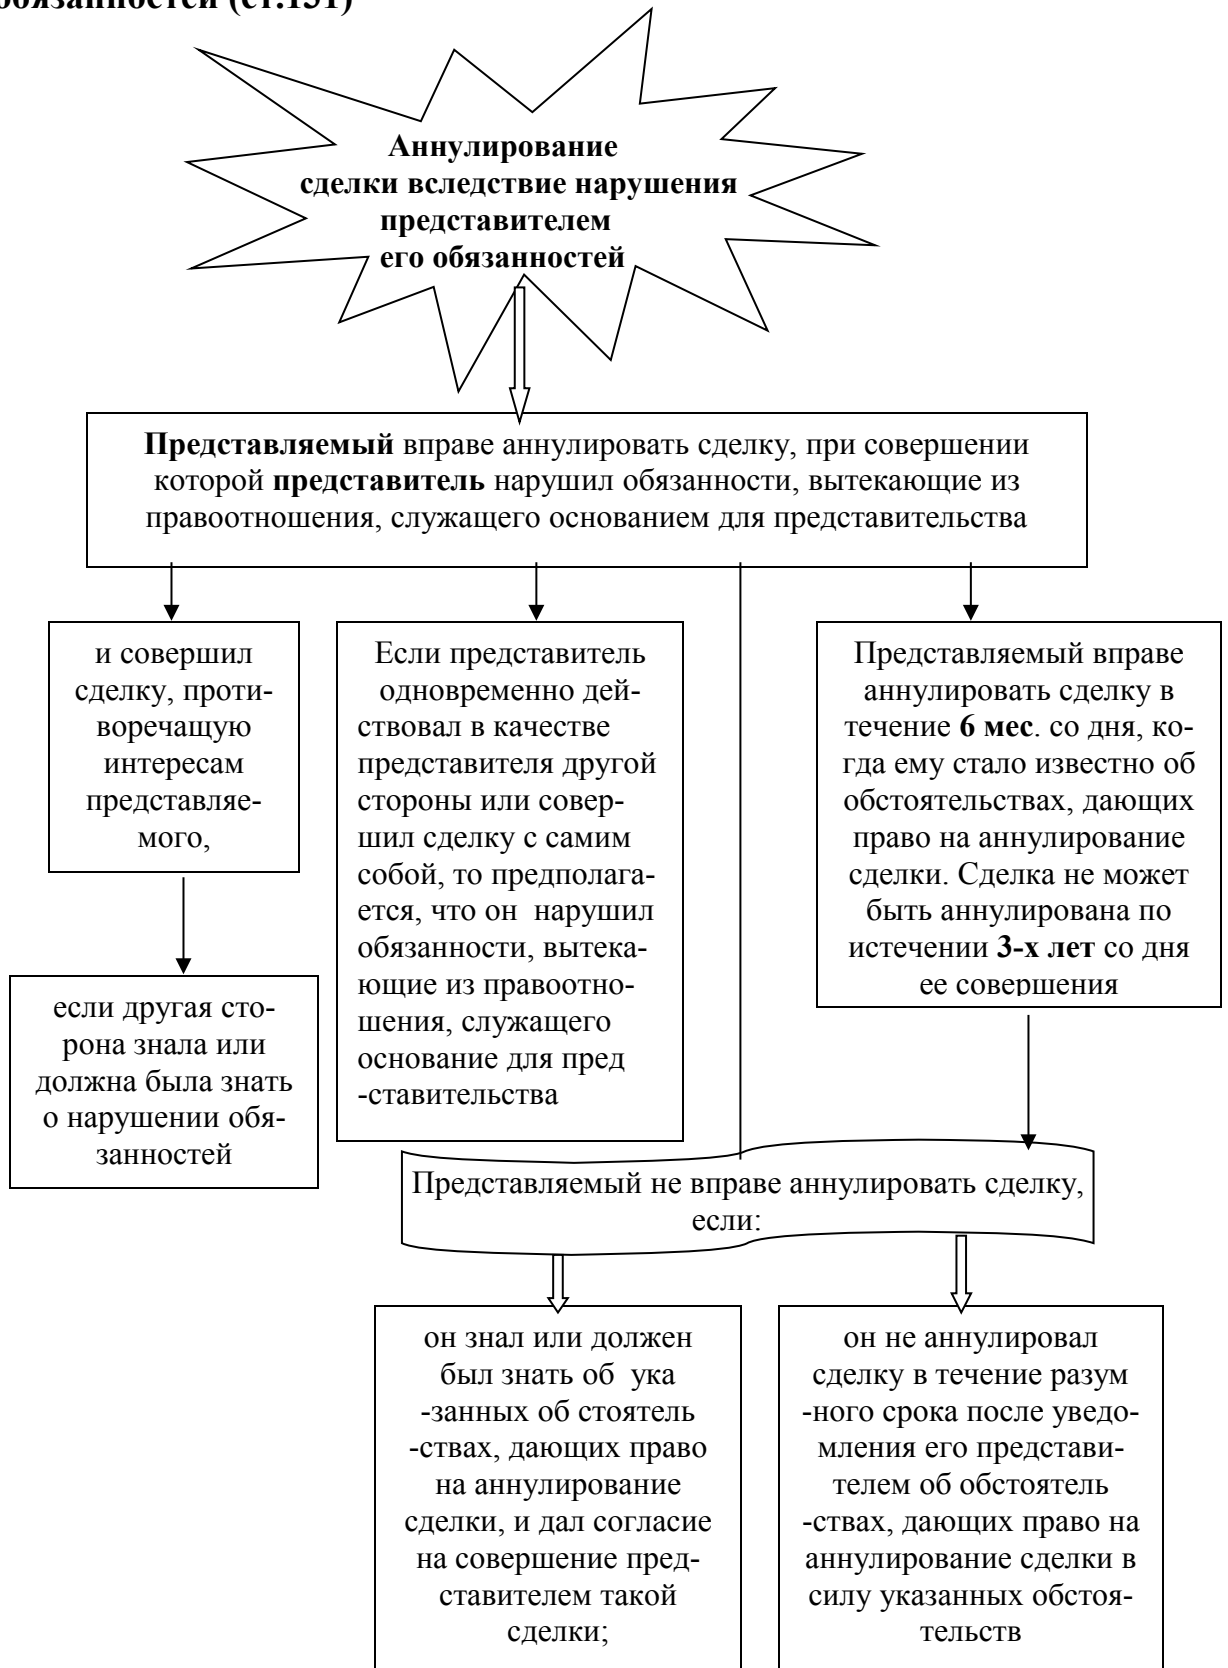 обязанностей (ст.131)
Аннулирование
сделки вследствие нарушения
представителем
его обязанностей
Представляемый вправе аннулировать сделку, при совершении
которой представитель нарушил обязанности, вытекающие из
правоотношения, служащего основанием для представительства
и совершил
сделку, проти-
воречащую
интересам
представляе-
мого,
если другая сто-
рона знала или
должна была знать
о нарушении обя-
занностей
Если представитель
одновременно дей-
ствовал в качестве
представителя другой
стороны или совер-
шил сделку с самим
собой, то предполага-
ется, что он нарушил
обязанности, вытека-
ющие из правоотно-
шения, служащего
основание для пред
-ставительства
Представляемый вправе
аннулировать сделку в
течение 6 мес. со дня, ко-
гда ему стало известно об
обстоятельствах, дающих
право на аннулирование
сделки. Сделка не может
быть аннулирована по
истечении 3-х лет со дня
ее совершения
Представляемый не вправе аннулировать сделку,
если:
он знал или должен
был знать об ука
-занных об стоятель
-ствах, дающих право
на аннулирование
сделки, и дал согласие
на совершение пред-
ставителем такой
сделки;
он не аннулировал
сделку в течение разум
-ного срока после уведо-
мления его представи-
телем об обстоятель
-ствах, дающих право на
аннулирование сделки в
силу указанных обстоя-
тельств